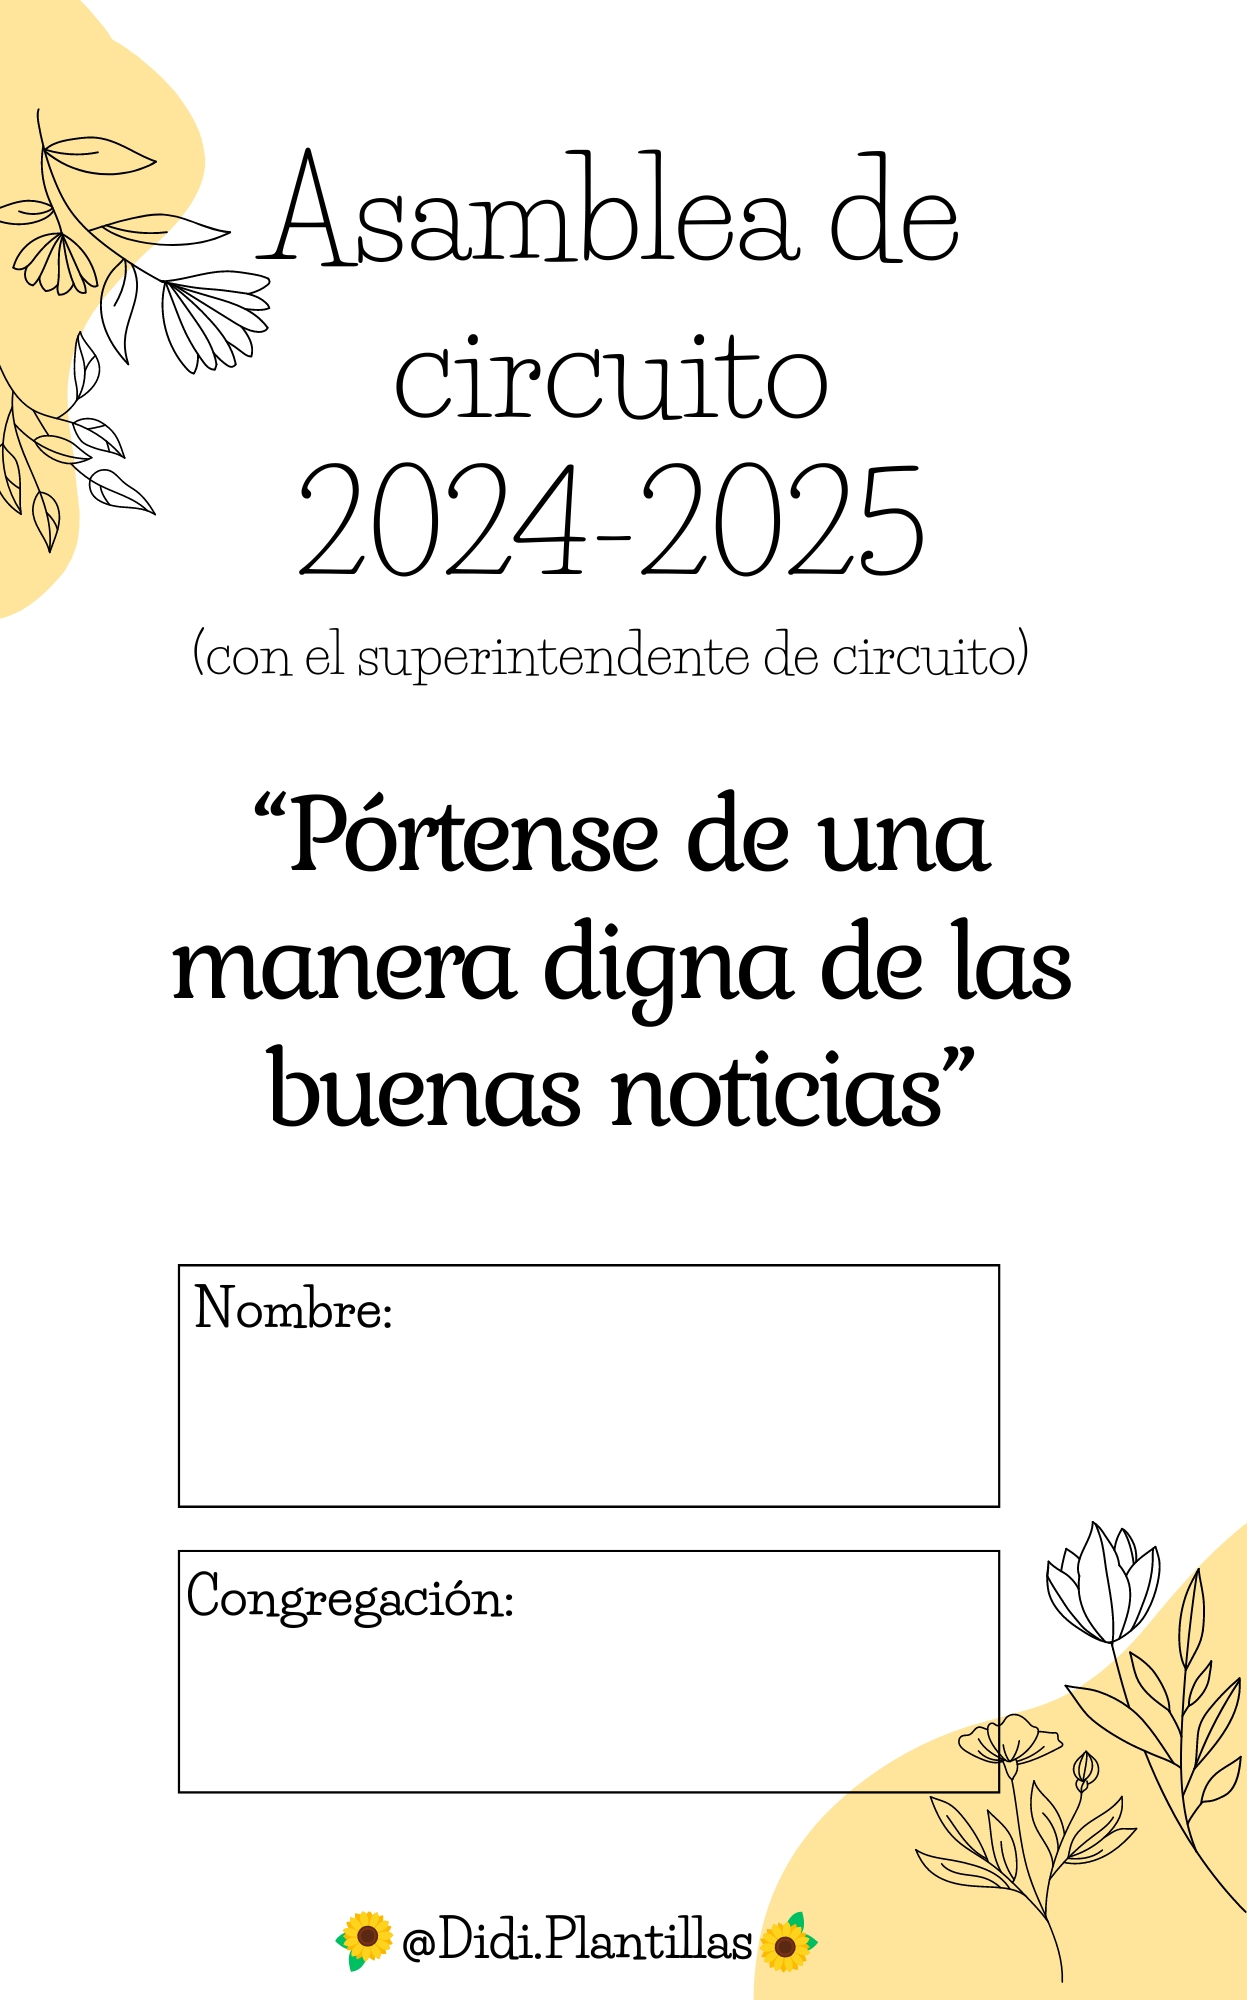 Asamblea de
circuito
2024-2025
(con el superintendente de circuito)
“Pórtense de una
manera digna de las
buenas noticias”
Nombre:
Congregación:
@Didi.Plantillas